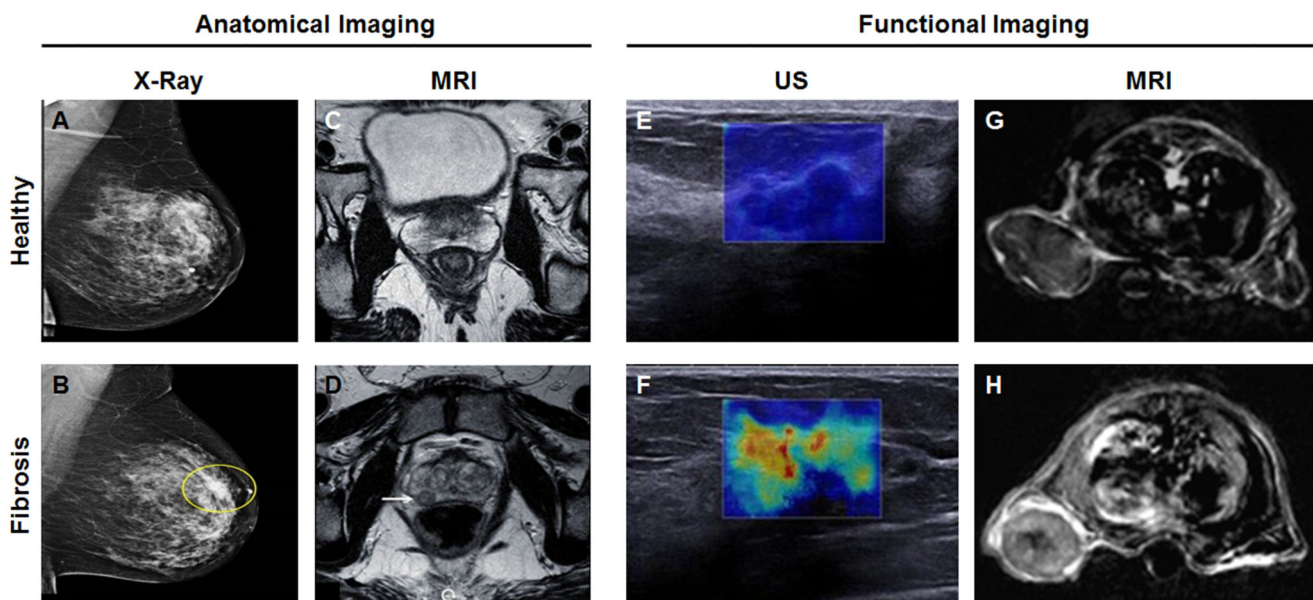 Anatomical Imaging
Functional Imaging
X-Ray
MRI
US
MRI
Healthy
A
C
E
G
Fibrosis
B
D
F
H